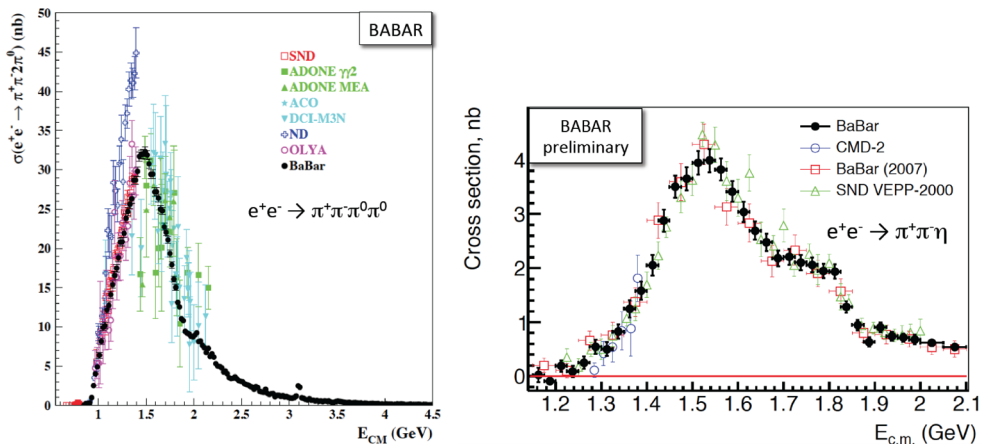 BABAR
σ(e⁺e⁻ → π⁺π⁻2π⁰) (nb)
50
45
40
35
30
25
20
15
10
5
0
SND
ADONE γγ2
ADONE MEA
ACO
DCI-M3N
ND
OLYA
BaBar
e⁺e⁻ → π⁺π⁻π⁰π⁰
1 1.5 2 2.5 3 3.5 4 4.5
E_CM (GeV)
BABAR
preliminary
Cross section, nb
4
3
2
1
0
BaBar
CMD-2
BaBar (2007)
SND VEPP-2000
e⁺e⁻ → π⁺π⁻η
1.2 1.3 1.4 1.5 1.6 1.7 1.8 1.9 2 2.1
E_c.m. (GeV)